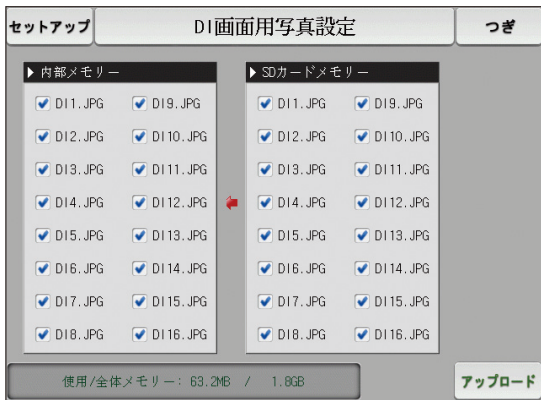 セットアップ
DI画面用写真設定
つぎ
内部メモリー
DI1.JPG DI9.JPG
DI2.JPG DI10.JPG
DI3.JPG DI11.JPG
DI4.JPG DI12.JPG
DI5.JPG DI13.JPG
DI6.JPG DI14.JPG
DI7.JPG DI15.JPG
DI8.JPG DI16.JPG
SDカードメモリー
DI1.JPG DI9.JPG
DI2.JPG DI10.JPG
DI3.JPG DI11.JPG
DI4.JPG DI12.JPG
DI5.JPG DI13.JPG
DI6.JPG DI14.JPG
DI7.JPG DI15.JPG
DI8.JPG DI16.JPG
使用/全体メモリー: 63.2MB / 1.8GB
アップロード